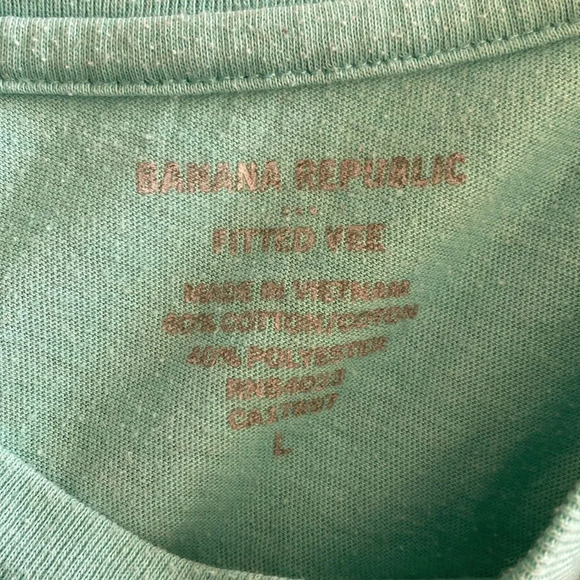 BANANA REPUBLIC
FITTED VEE
MADE IN VIETNAM
60% COTTON/COTON
40% POLYESTER
RN54023
CA17897
L